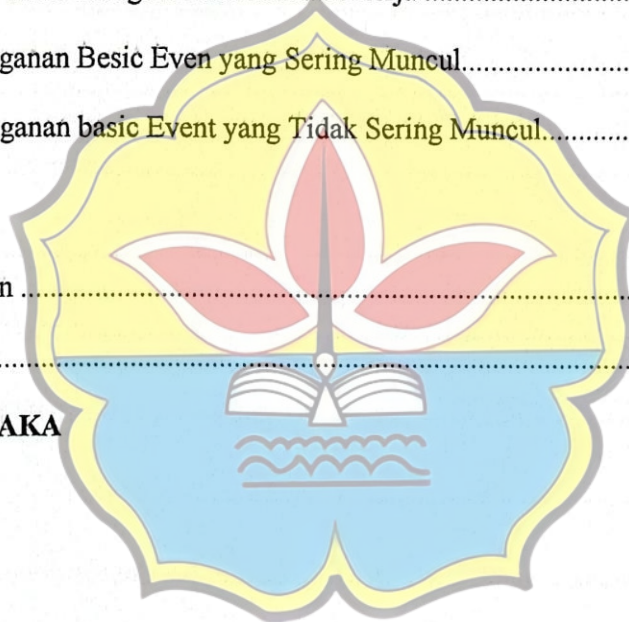 ganan Besic Even yang Sering Muncul..............................
ganan basic Event yang Tidak Sering Muncul...............
n ..........................................................................................
..............................................................................................
AKA